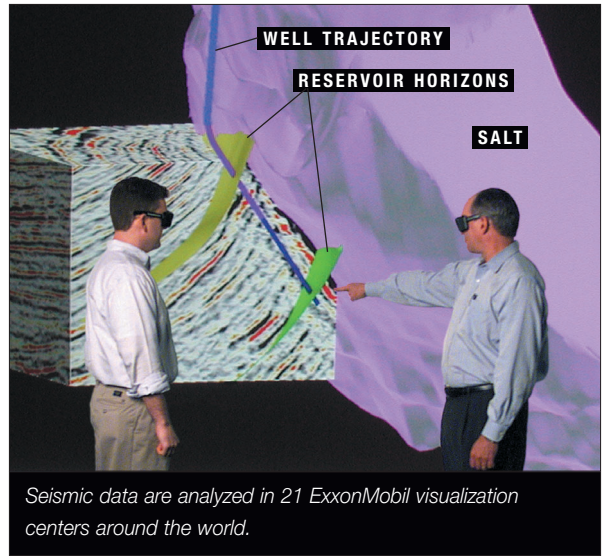 WELL TRAJECTORY
RESERVOIR HORIZONS
SALT
Seismic data are analyzed in 21 ExxonMobil visualization
centers around the world.